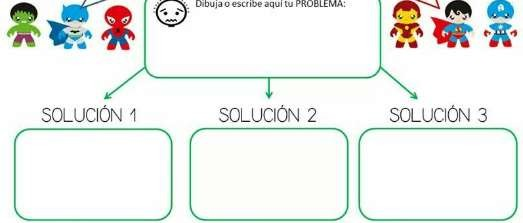 Dibuja o escribe aquí tu PROBLEMA:
SOLUCIÓN 1
SOLUCIÓN 2
SOLUCIÓN 3